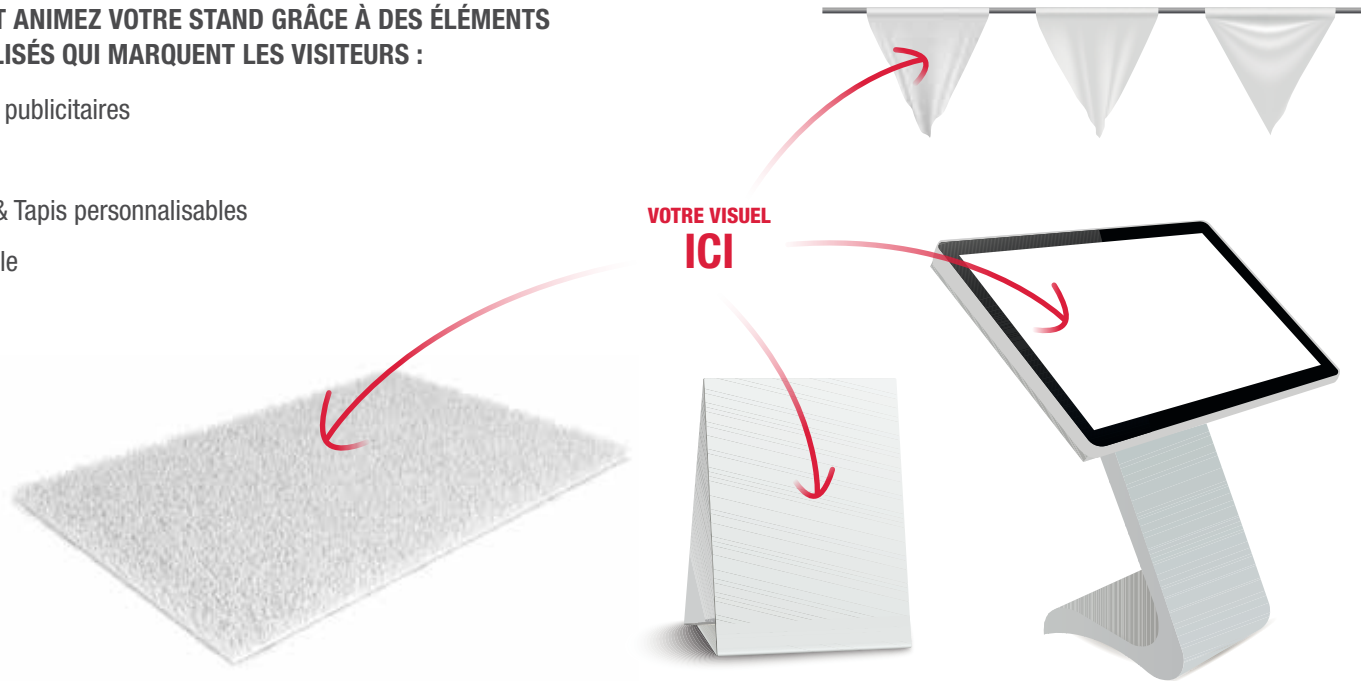 T ANIMEZ VOTRE STAND GRÂCE À DES ÉLÉMENTS
LISÉS QUI MARQUENT LES VISITEURS :
publicitaires
& Tapis personnalisables
le
VOTRE VISUEL
ICI